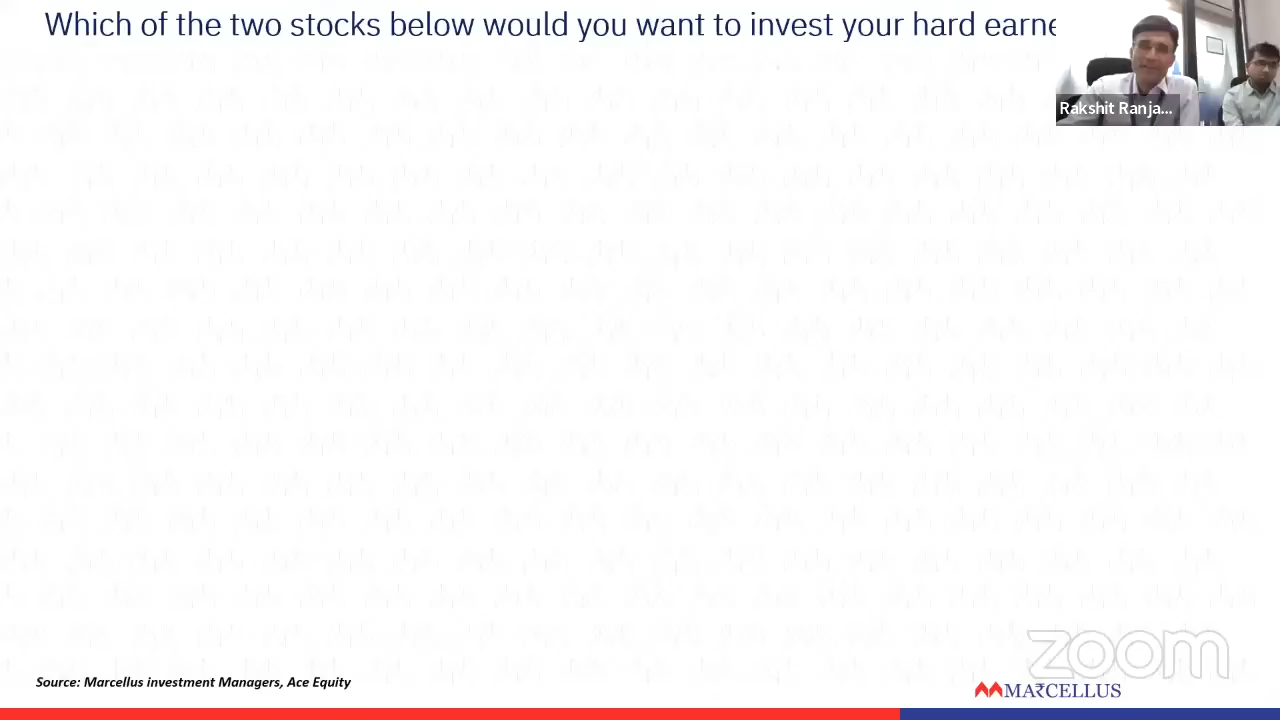 Which of the two stocks below would you want to invest your hard earne
Rakshit Ranja...
zoom
Source: Marcellus investment Managers, Ace Equity
MARCELLUS